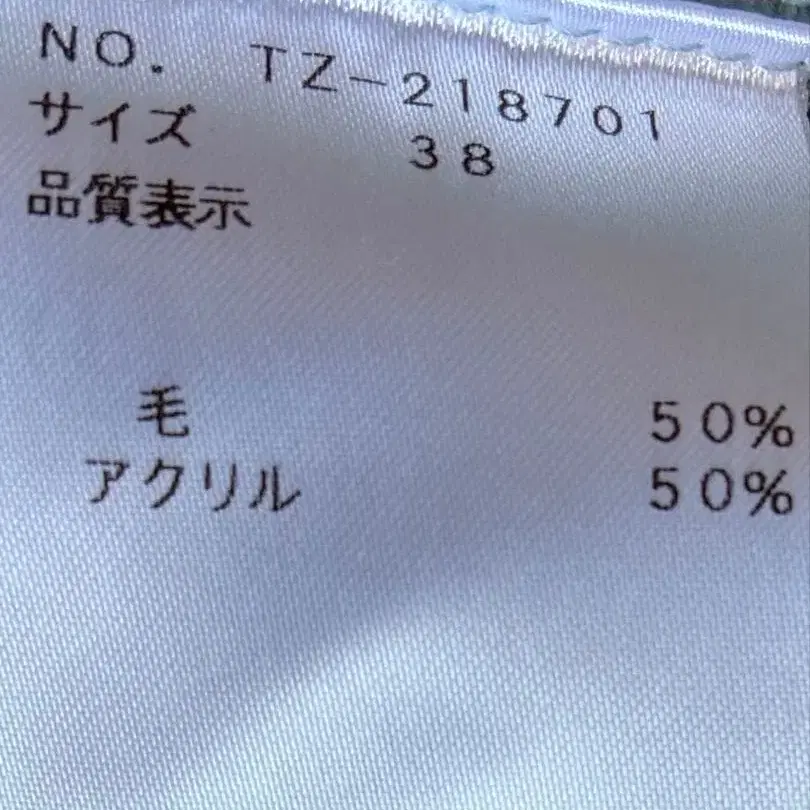 NO. TZ-218701
サイズ 38
品質表示
毛 50%
アクリル 50%